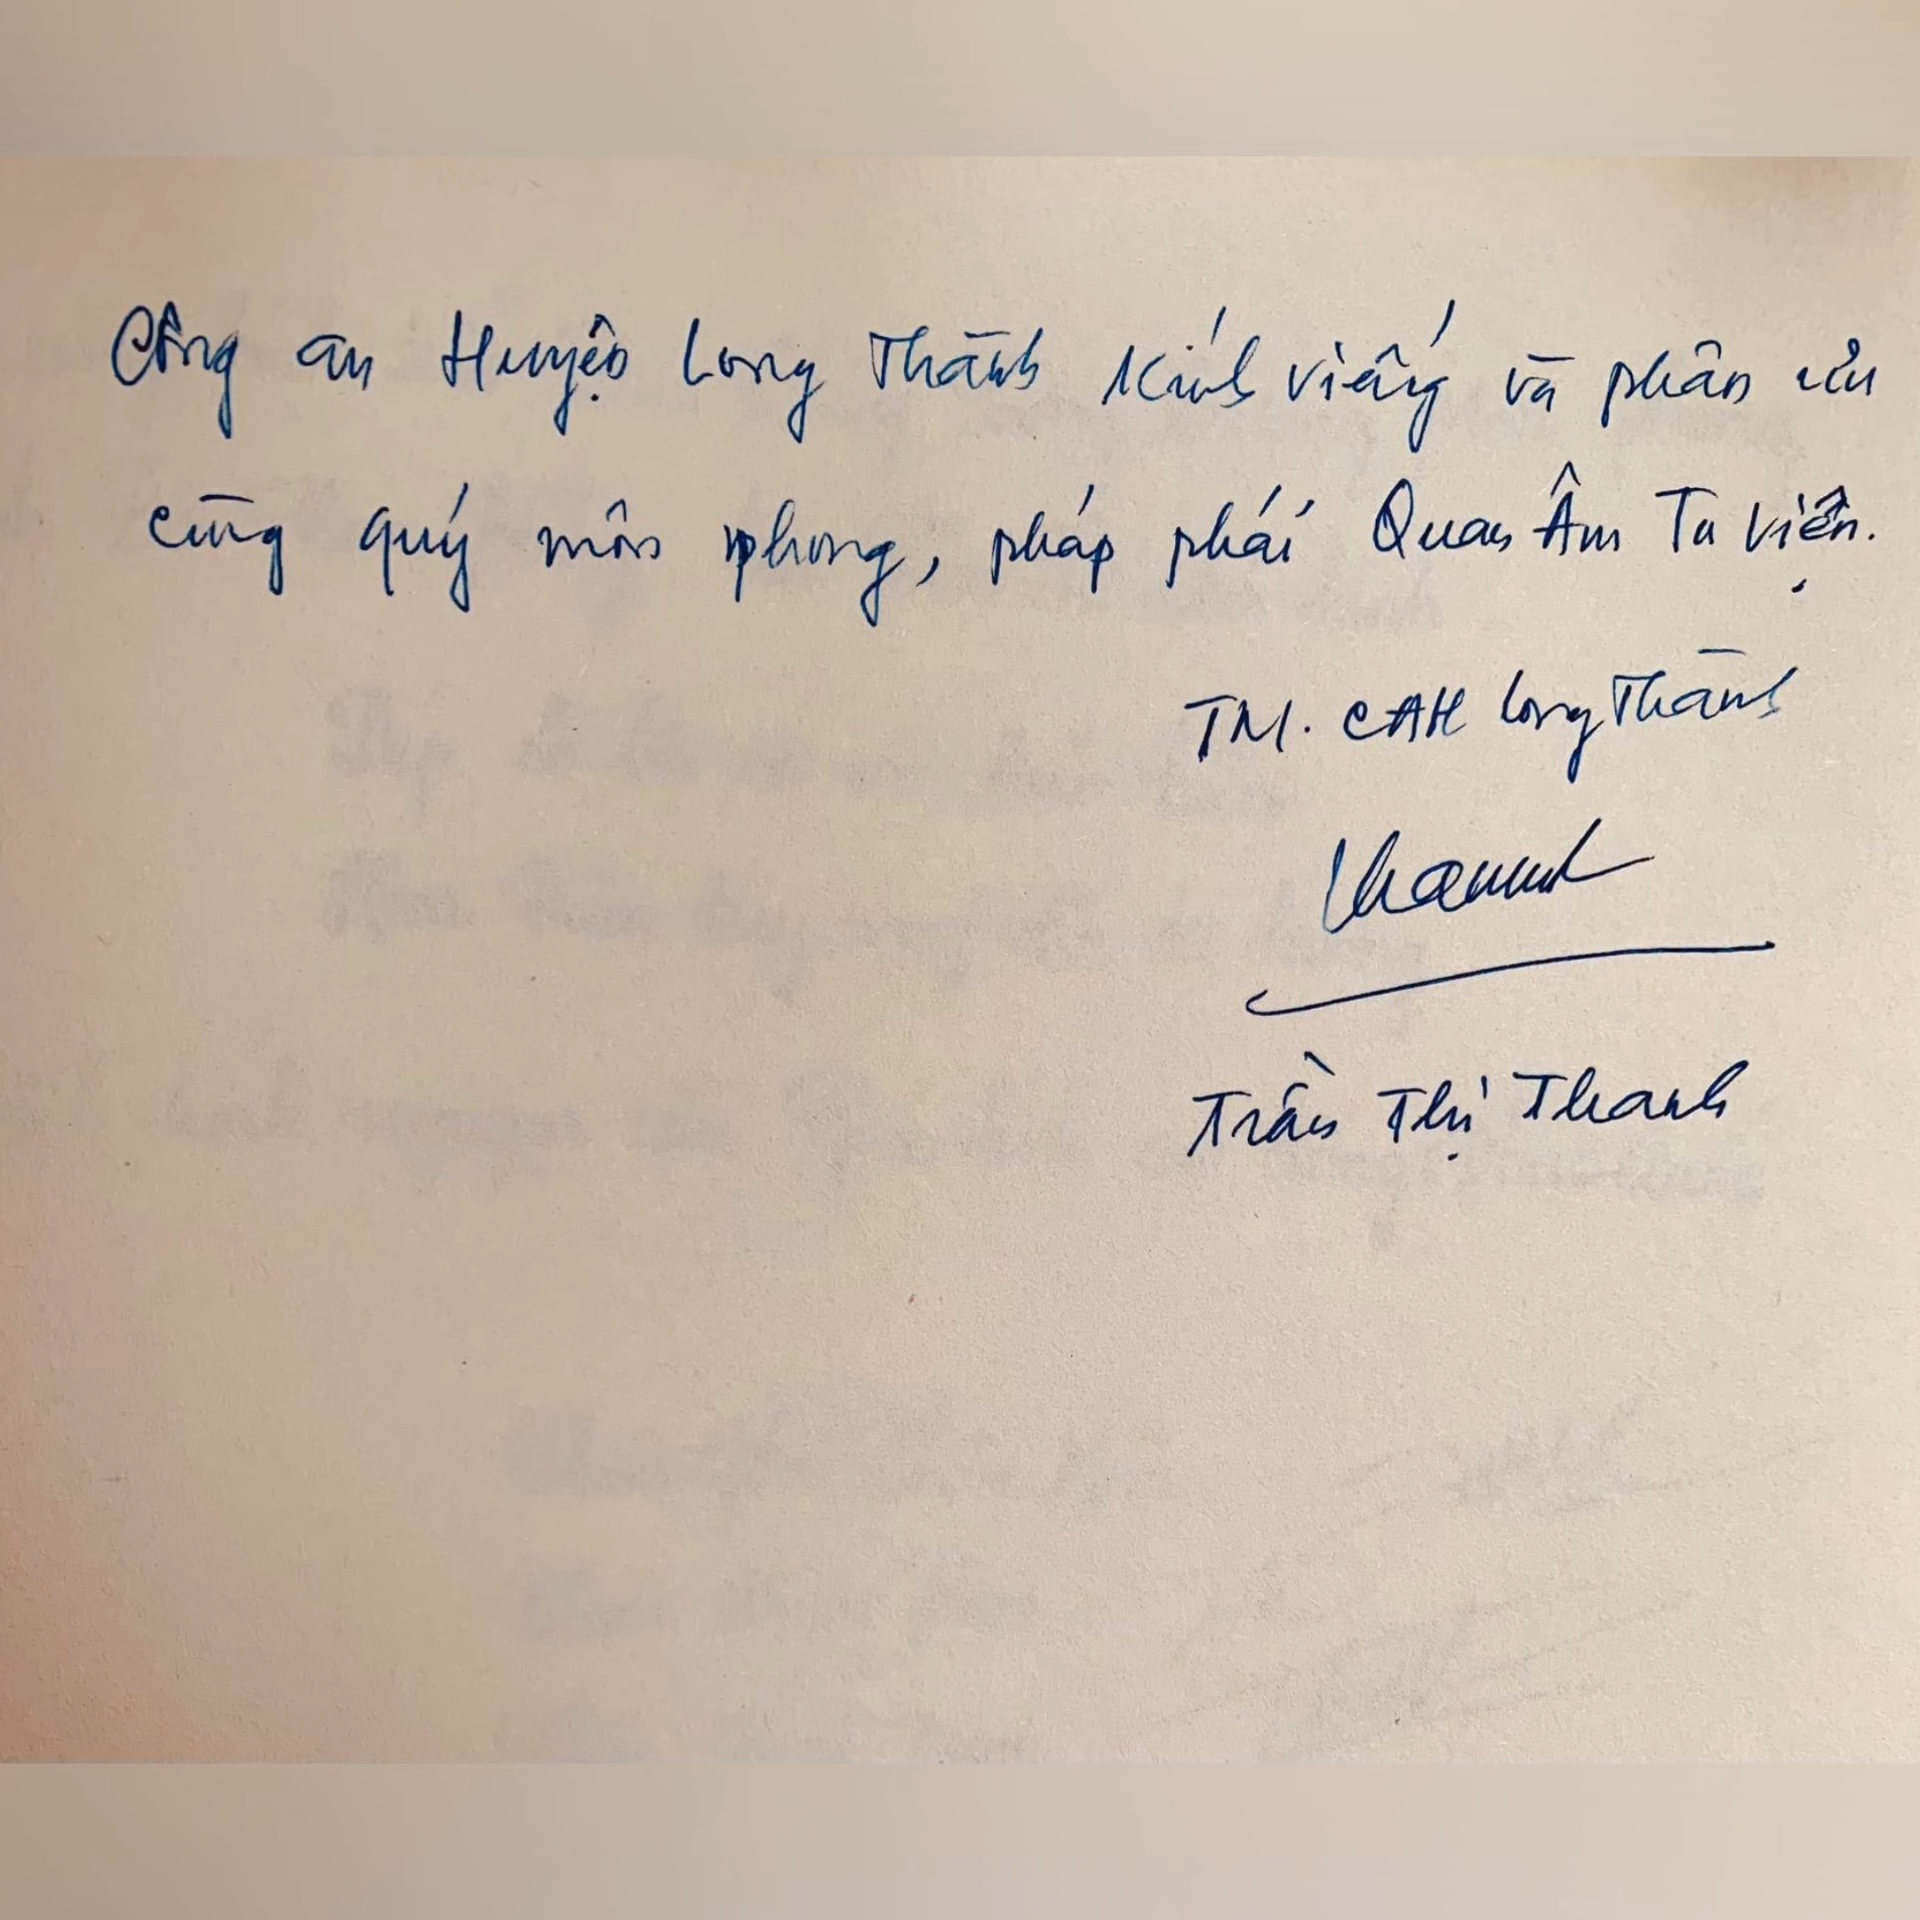 Công an Huyện Long Thành Kính viếng và phân ưu
cùng quý môn phong, pháp phái Quan Âm Tu Viện.
TM. CAH Long Thành
Trần Thị Thanh